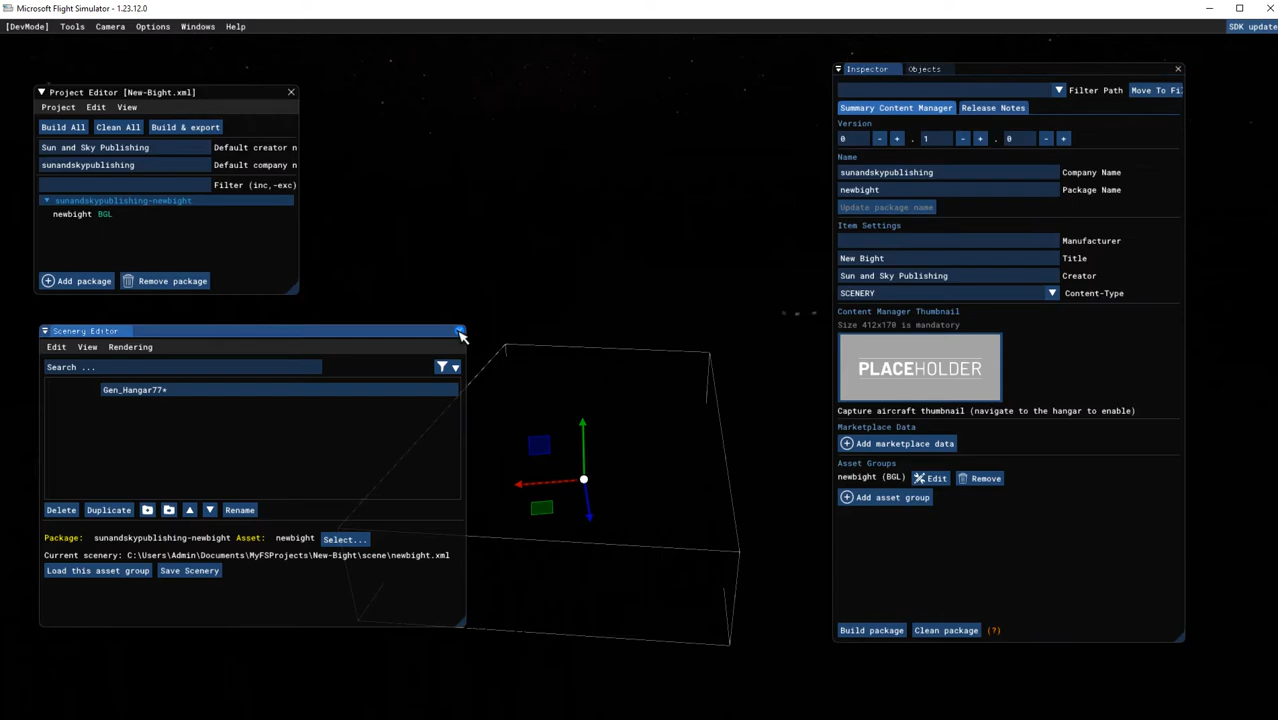 Microsoft Flight Simulator - 1.23.12.0
[DevMode] Tools Camera Options Windows Help SDK update
Project Editor [New-Bight.xml]
Project Edit View
Build All Clean All Build & export
Sun and Sky Publishing Default creator n
sunandskypublishing Default company n
Filter (inc,-exc)
sunandskypublishing-newbight
newbight BGL
Add package Remove package
Scenery Editor
Edit View Rendering
Search ...
Gen_Hangar77*
Delete Duplicate Rename
Package: sunandskypublishing-newbight Asset: newbight Select...
Current scenery: C:\Users\Admin\Documents\MyFSProjects\New-Bight\scene\newbight.xml
Load this asset group Save Scenery
Inspector Objects
Filter Path Move To Fi
Summary Content Manager Release Notes
Version
0 - + . 1 - + . 0 - +
Name
sunandskypublishing Company Name
newbight Package Name
Update package name
Item Settings
Manufacturer
New Bight Title
Sun and Sky Publishing Creator
SCENERY Content-Type
Content Manager Thumbnail
Size 412x170 is mandatory
PLACEHOLDER
Capture aircraft thumbnail (navigate to the hangar to enable)
Marketplace Data
Add marketplace data
Asset Groups
newbight (BGL) Edit Remove
Add asset group
Build package Clean package (?)